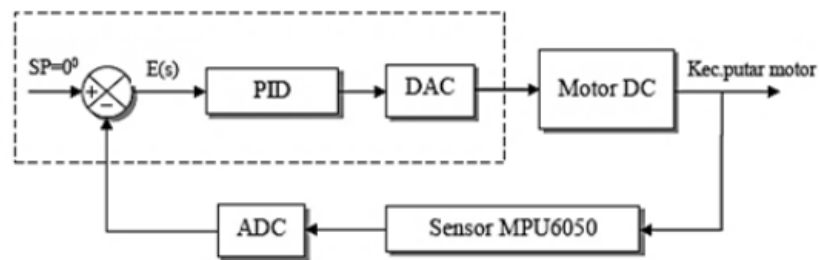 SP=0⁰
E(s)
+
−
PID
DAC
Motor DC
Kec.putar motor
ADC
Sensor MPU6050